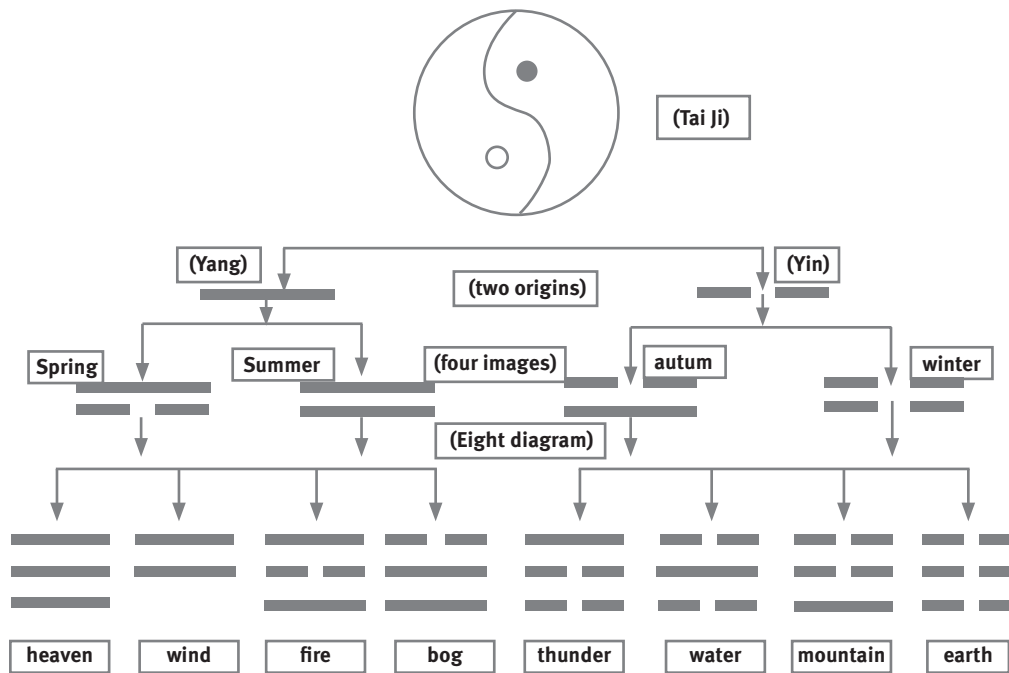 (Tai Ji)
(Yang)
(Yin)
(two origins)
Spring
Summer
(four images)
autum
winter
(Eight diagram)
heaven
wind
fire
bog
thunder
water
mountain
earth